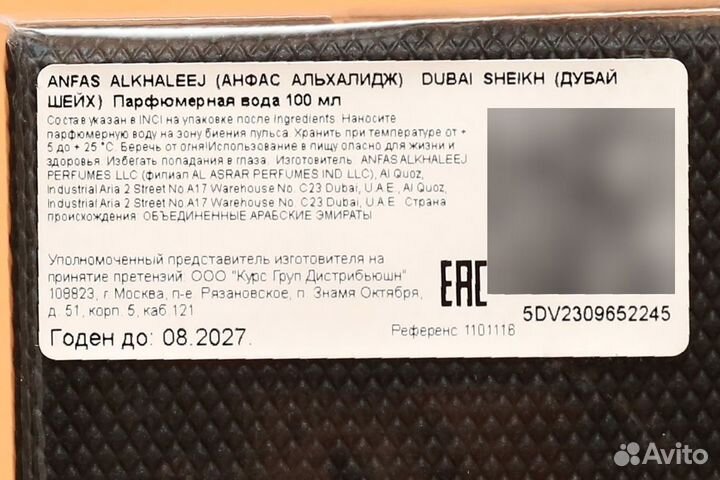 ANFAS ALKHALEEJ (АНФАС АЛЬХАЛИДЖ) DUBAI SHEIKH (ДУБАЙ
ШЕЙХ) Парфюмерная вода 100 мл
Состав указан в INCI на упаковке после Ingredients. Наносите
парфюмерную воду на зону биения пульса. Хранить при температуре от +
5 до + 25 °C. Беречь от огня!Использование в пищу опасно для жизни и
здоровья. Избегать попадания в глаза. Изготовитель: ANFAS ALKHALEEJ
PERFUMES LLC (филиал AL ASRAR PERFUMES IND LLC), Al Quoz,
Industrial Aria 2 Street No A17 Warehouse No. C23 Dubai, U.A.E., Al Quoz,
Industrial Aria 2 Street No. A17 Warehouse No. C23 Dubai, U.A.E. Страна
происхождения: ОБЪЕДИНЕННЫЕ АРАБСКИЕ ЭМИРАТЫ
Уполномоченный представитель изготовителя на
принятие претензий: ООО "Курс Груп Дистрибьюшн"
108823, г. Москва, п-е Рязановское, п. Знамя Октября,
д. 51, корп. 5, каб.121
Годен до: 08.2027.
EAC
Референс 1101116
5DV2309652245
Avito